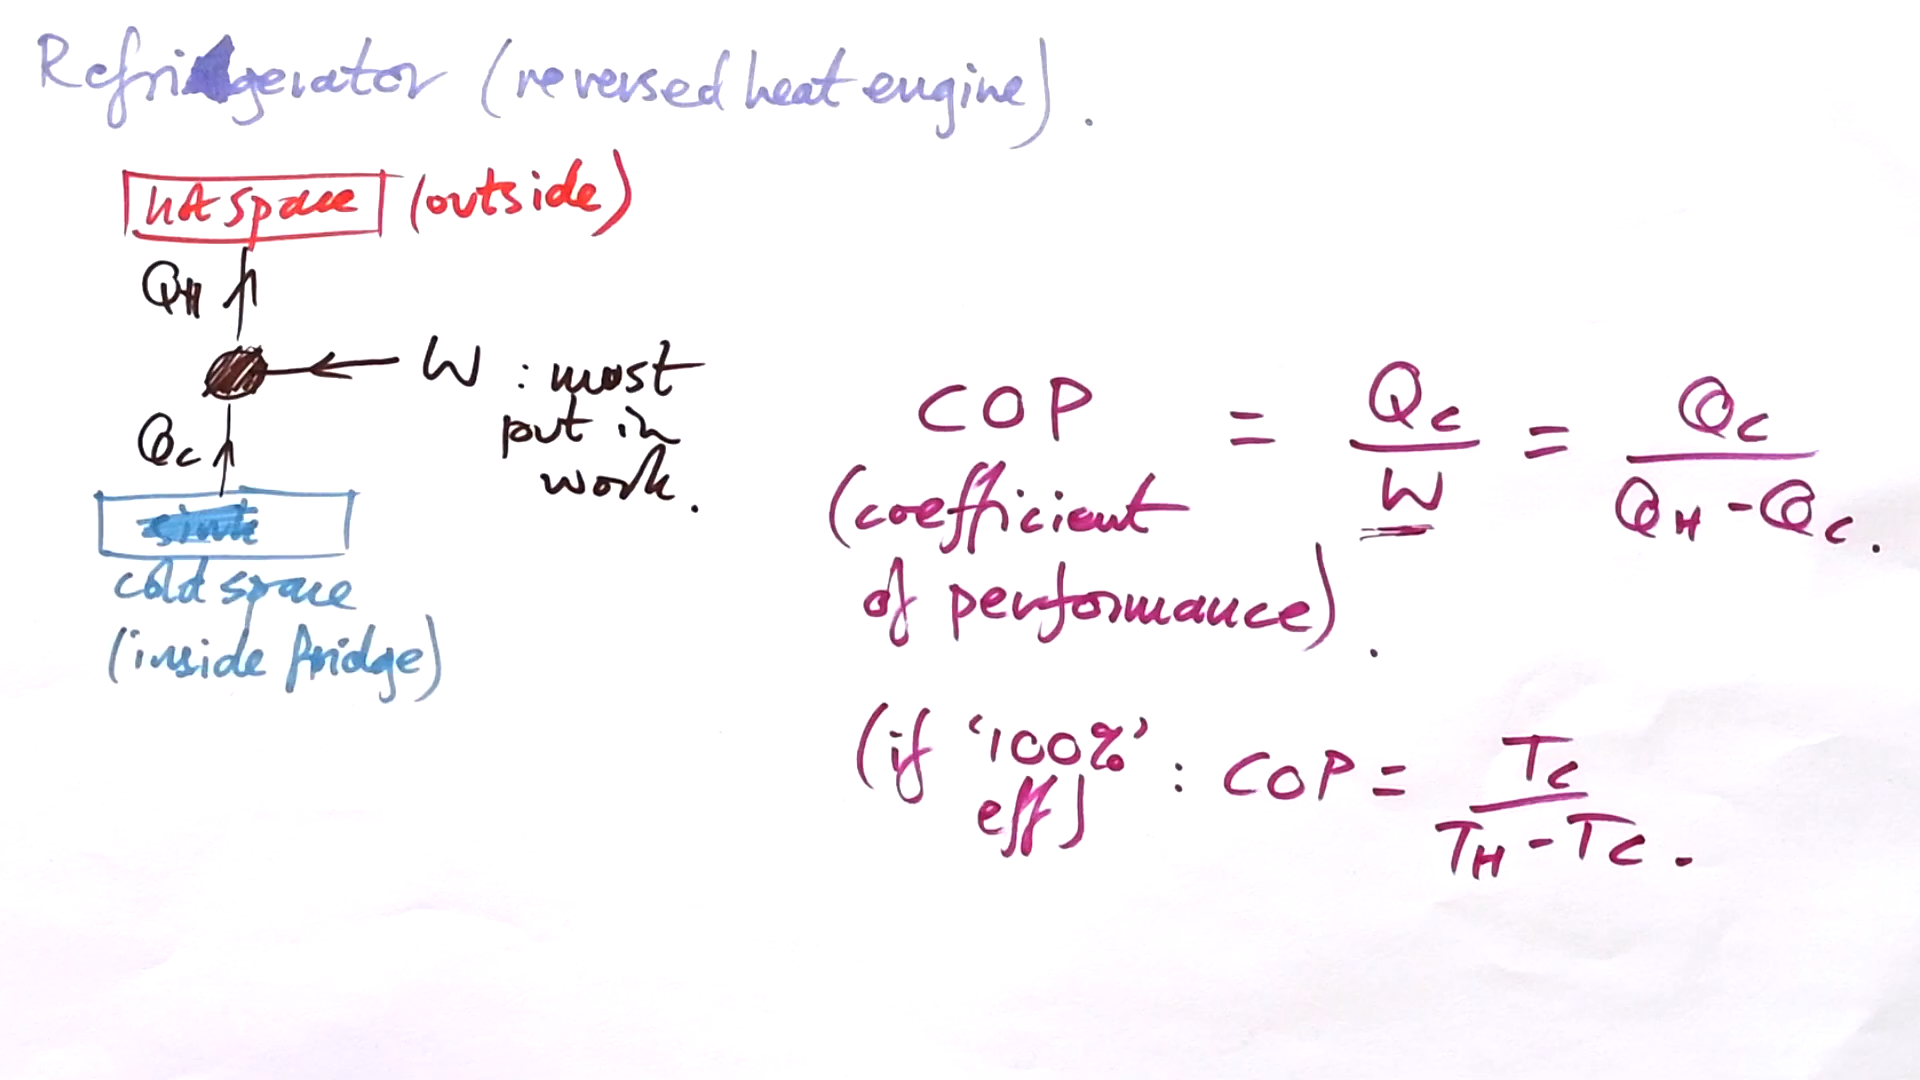 Refrigerator (reversed heat engine).
hot space (outside)
QH
W : must
put in
work.
QC
sink
cold space
(inside fridge)
COP = QC / W = QC / QH - QC.
(coefficient
of performance).
(if '100%'
eff) : COP = TC / TH - TC.